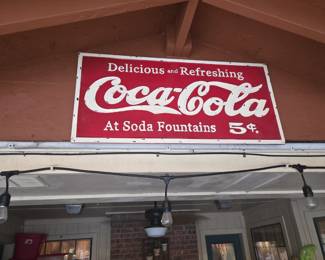 Delicious and Refreshing
Coca-Cola
At Soda Fountains 5¢.